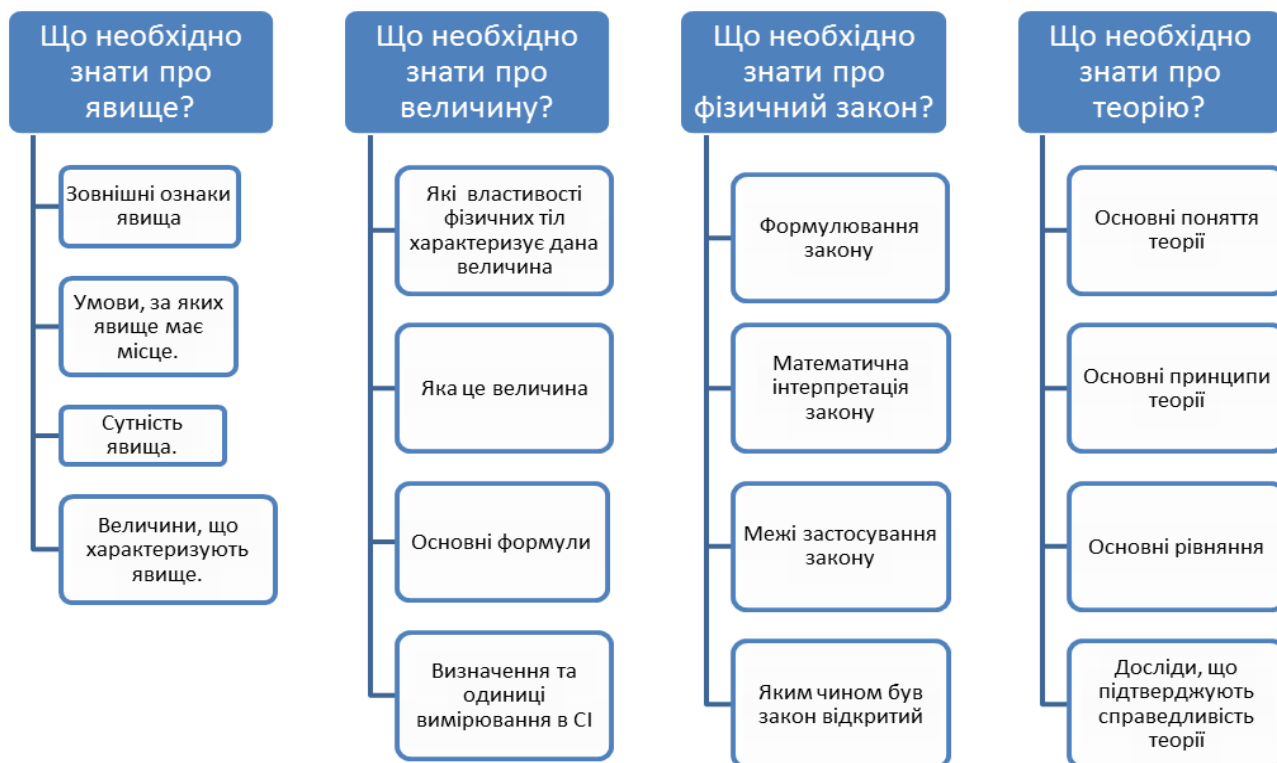 Що необхідно
знати про
явище?
Зовнішні ознаки
явища
Умови, за яких
явище має
місце.
Сутність
явища.
Величини, що
характеризують
явище.
Що необхідно
знати про
величину?
Які властивості
фізичних тіл
характеризує дана
величина
Яка це величина
Основні формули
Визначення та
одиниці
вимірювання в СІ
Що необхідно
знати про
фізичний закон?
Формулювання
закону
Математична
інтерпретація
закону
Межі застосування
закону
Яким чином був
закон відкритий
Що необхідно
знати про
теорію?
Основні поняття
теорії
Основні принципи
теорії
Основні рівняння
Досліди, що
підтверджують
справедливість
теорії